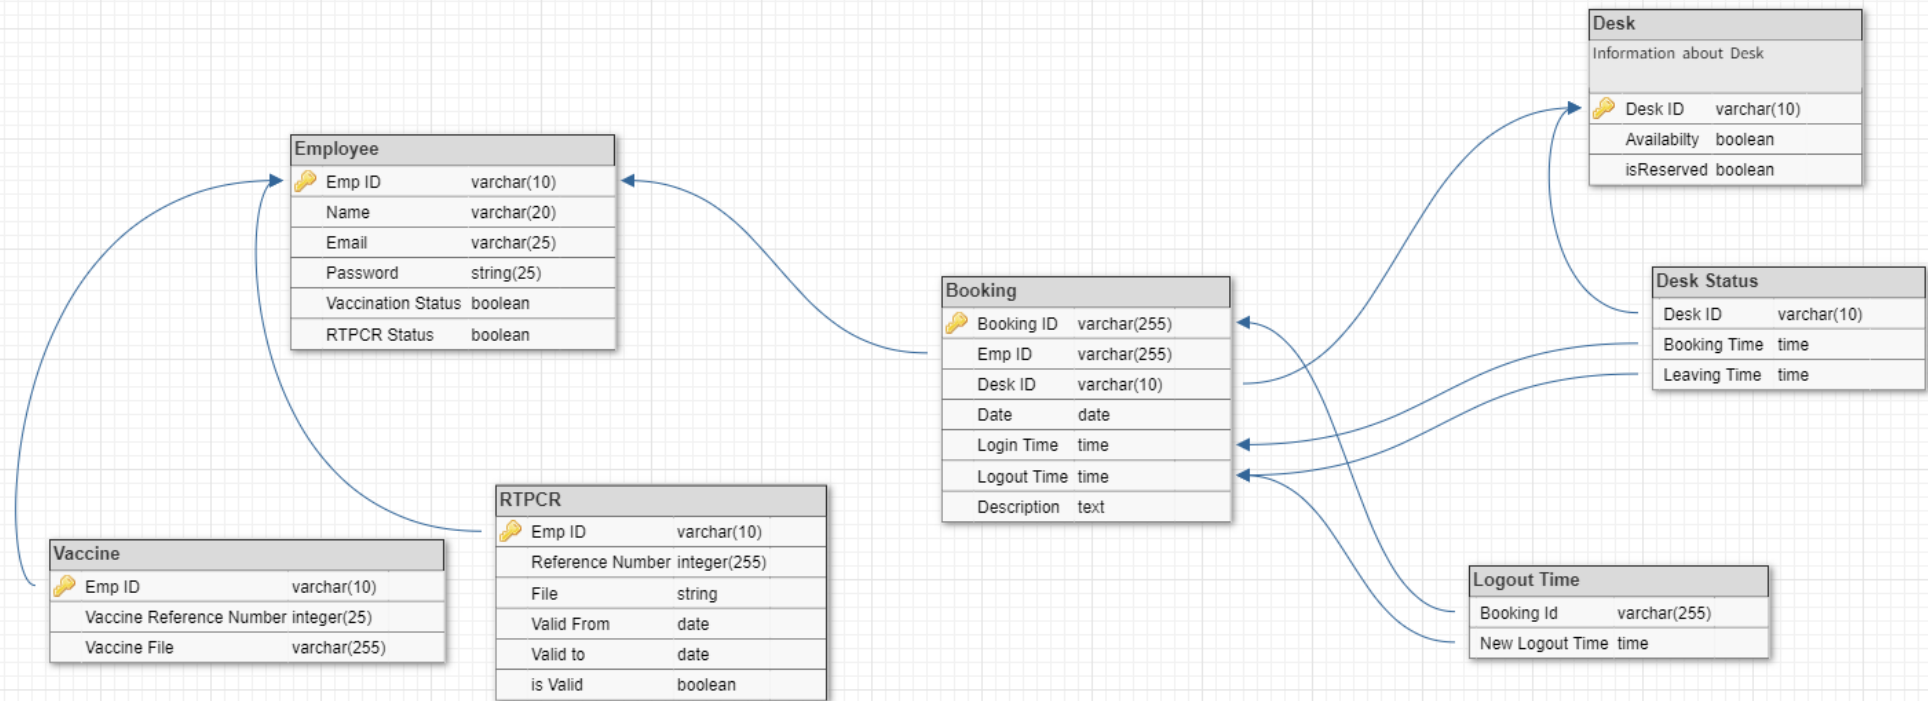 Employee
Emp ID varchar(10)
Name varchar(20)
Email varchar(25)
Password string(25)
Vaccination Status boolean
RTPCR Status boolean
Vaccine
Emp ID varchar(10)
Vaccine Reference Number integer(25)
Vaccine File varchar(255)
RTPCR
Emp ID varchar(10)
Reference Number integer(255)
File string
Valid From date
Valid to date
is Valid boolean
Booking
Booking ID varchar(255)
Emp ID varchar(255)
Desk ID varchar(10)
Date date
Login Time time
Logout Time time
Description text
Desk
Information about Desk
Desk ID varchar(10)
Availabilty boolean
isReserved boolean
Desk Status
Desk ID varchar(10)
Booking Time time
Leaving Time time
Logout Time
Booking Id varchar(255)
New Logout Time time